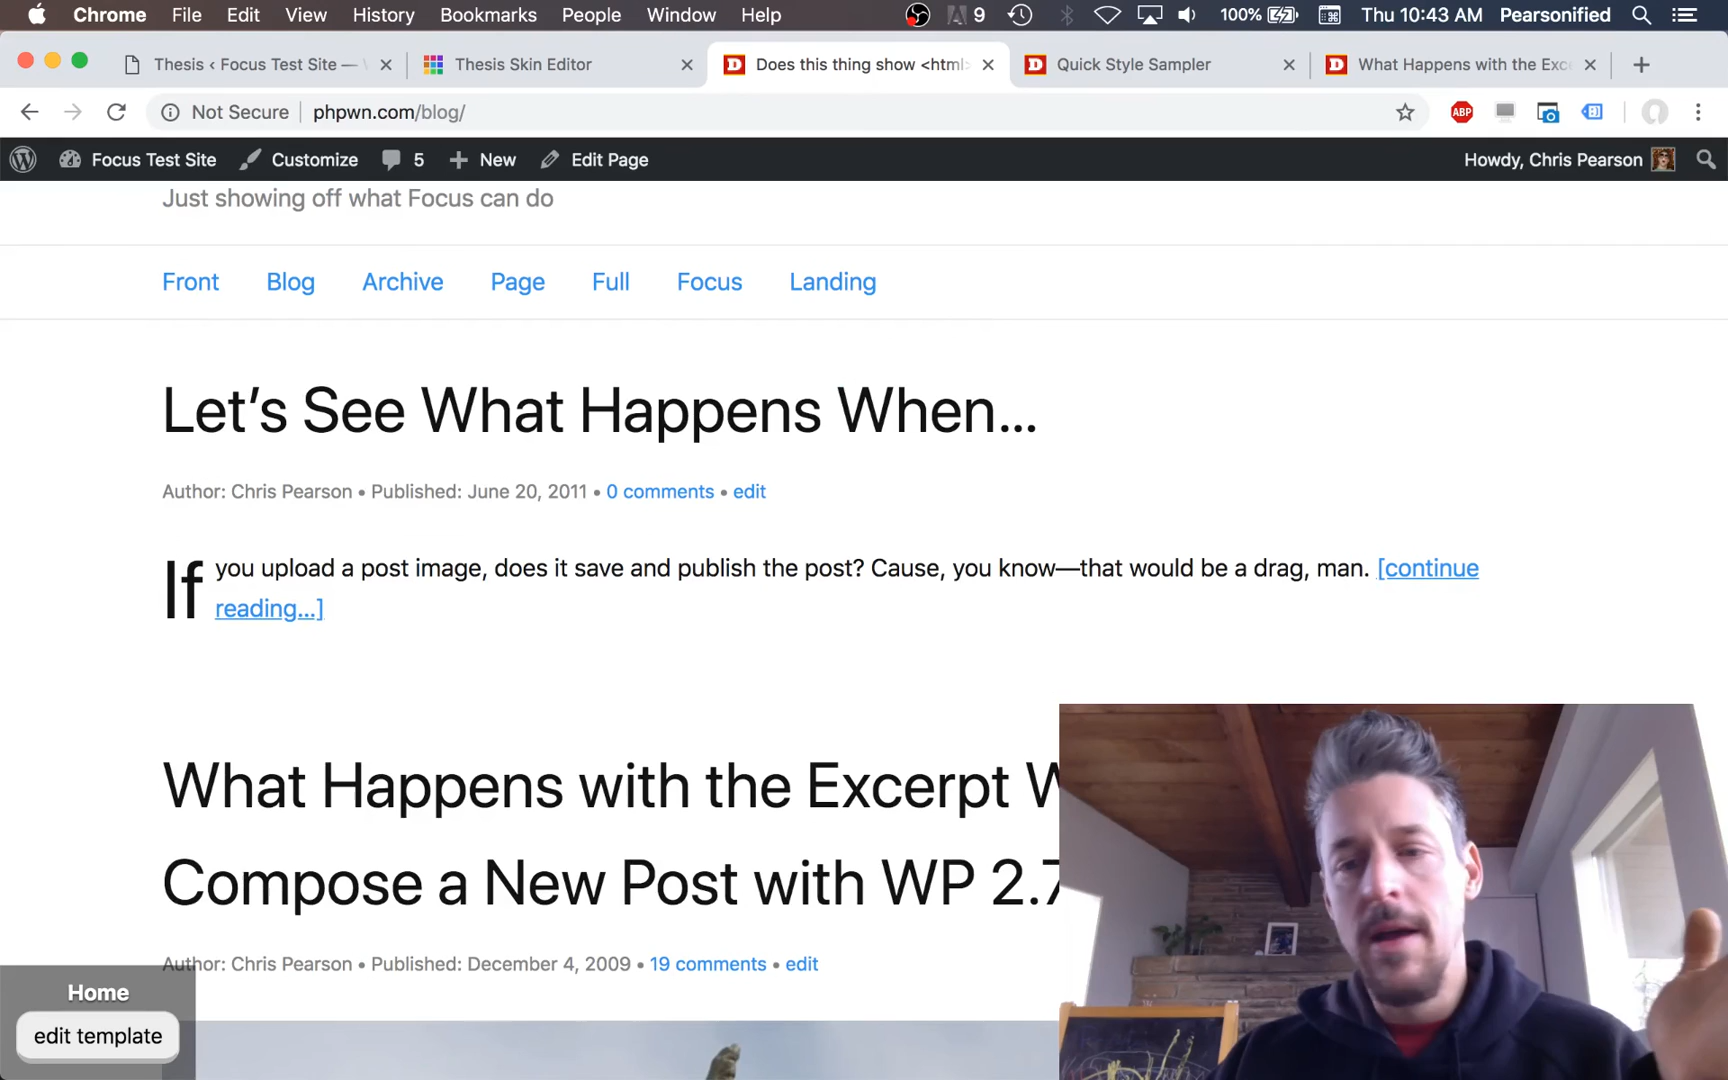 Chrome File Edit View History Bookmarks People Window Help 9 100% Thu 10:43 AM Pearsonified
Thesis ‹ Focus Test Site — Thesis Skin Editor Does this thing show <html> Quick Style Sampler What Happens with the Exc
Not Secure phpwn.com/blog/ ABP
Focus Test Site Customize 5 New Edit Page Howdy, Chris Pearson
Just showing off what Focus can do
Front Blog Archive Page Full Focus Landing
Let’s See What Happens When…
Author: Chris Pearson • Published: June 20, 2011 • 0 comments • edit
If you upload a post image, does it save and publish the post? Cause, you know—that would be a drag, man. [continue
reading…]
What Happens with the Excerpt W
Compose a New Post with WP 2.7
Author: Chris Pearson • Published: December 4, 2009 • 19 comments • edit
Home
edit template